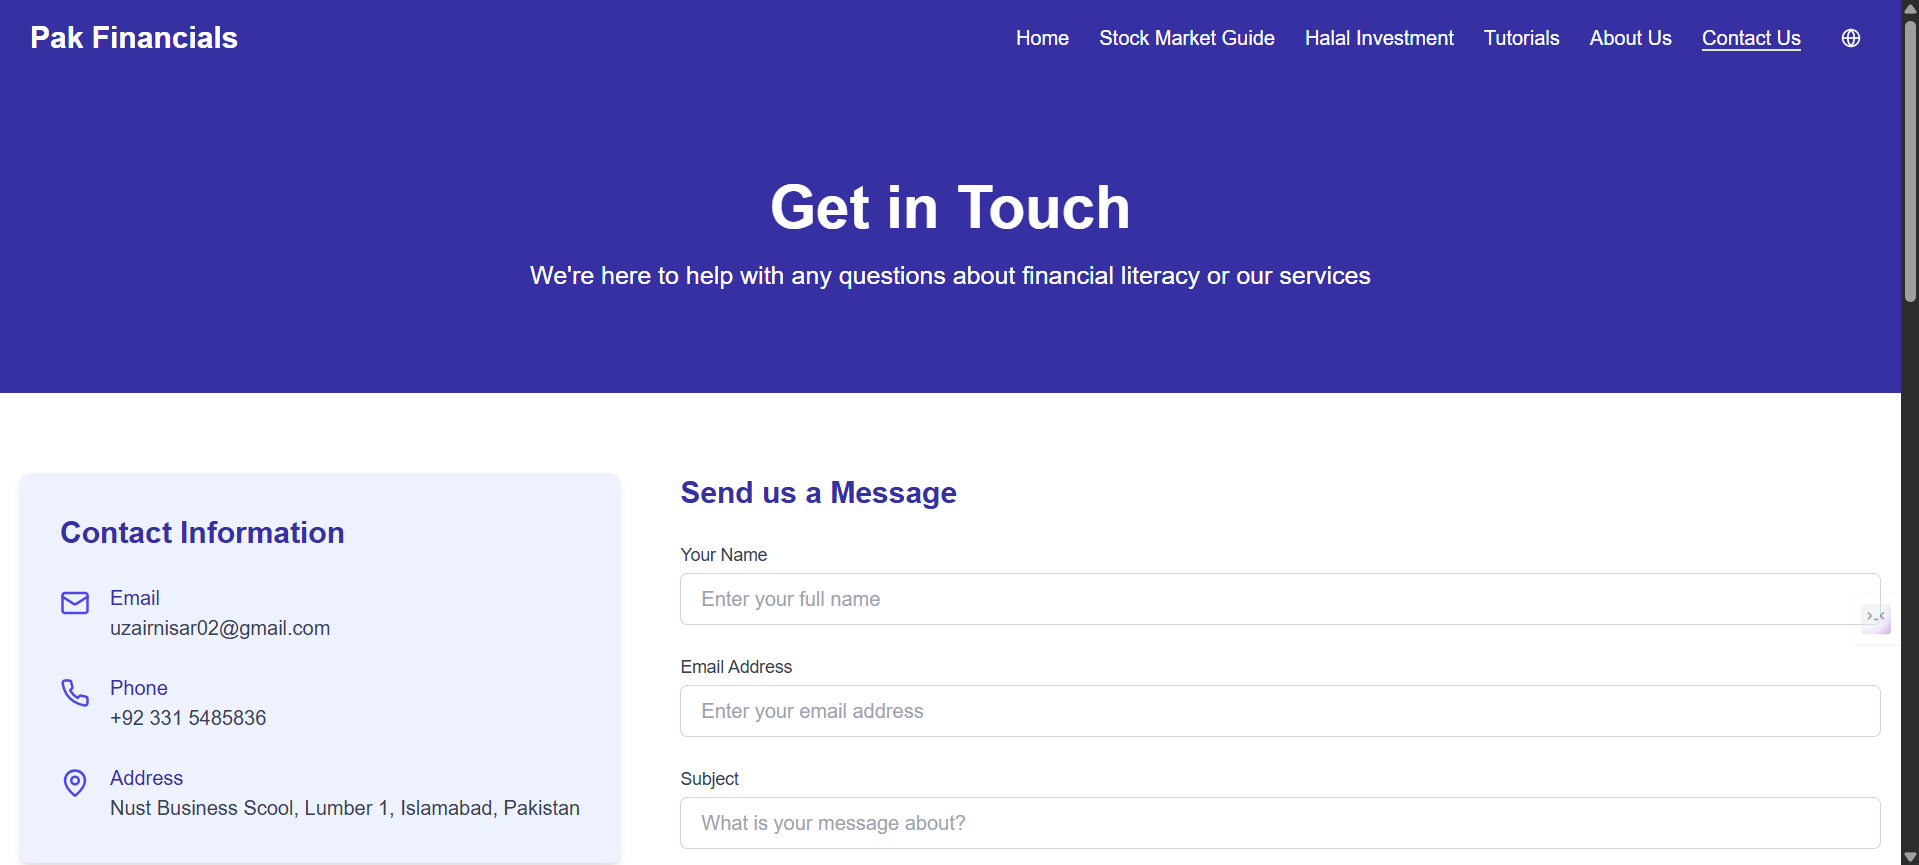 Pak Financials
Home Stock Market Guide Halal Investment Tutorials About Us Contact Us
Get in Touch
We're here to help with any questions about financial literacy or our services
Contact Information
Email
uzairnisar02@gmail.com
Phone
+92 331 5485836
Address
Nust Business Scool, Lumber 1, Islamabad, Pakistan
Send us a Message
Your Name
Enter your full name
Email Address
Enter your email address
Subject
What is your message about?